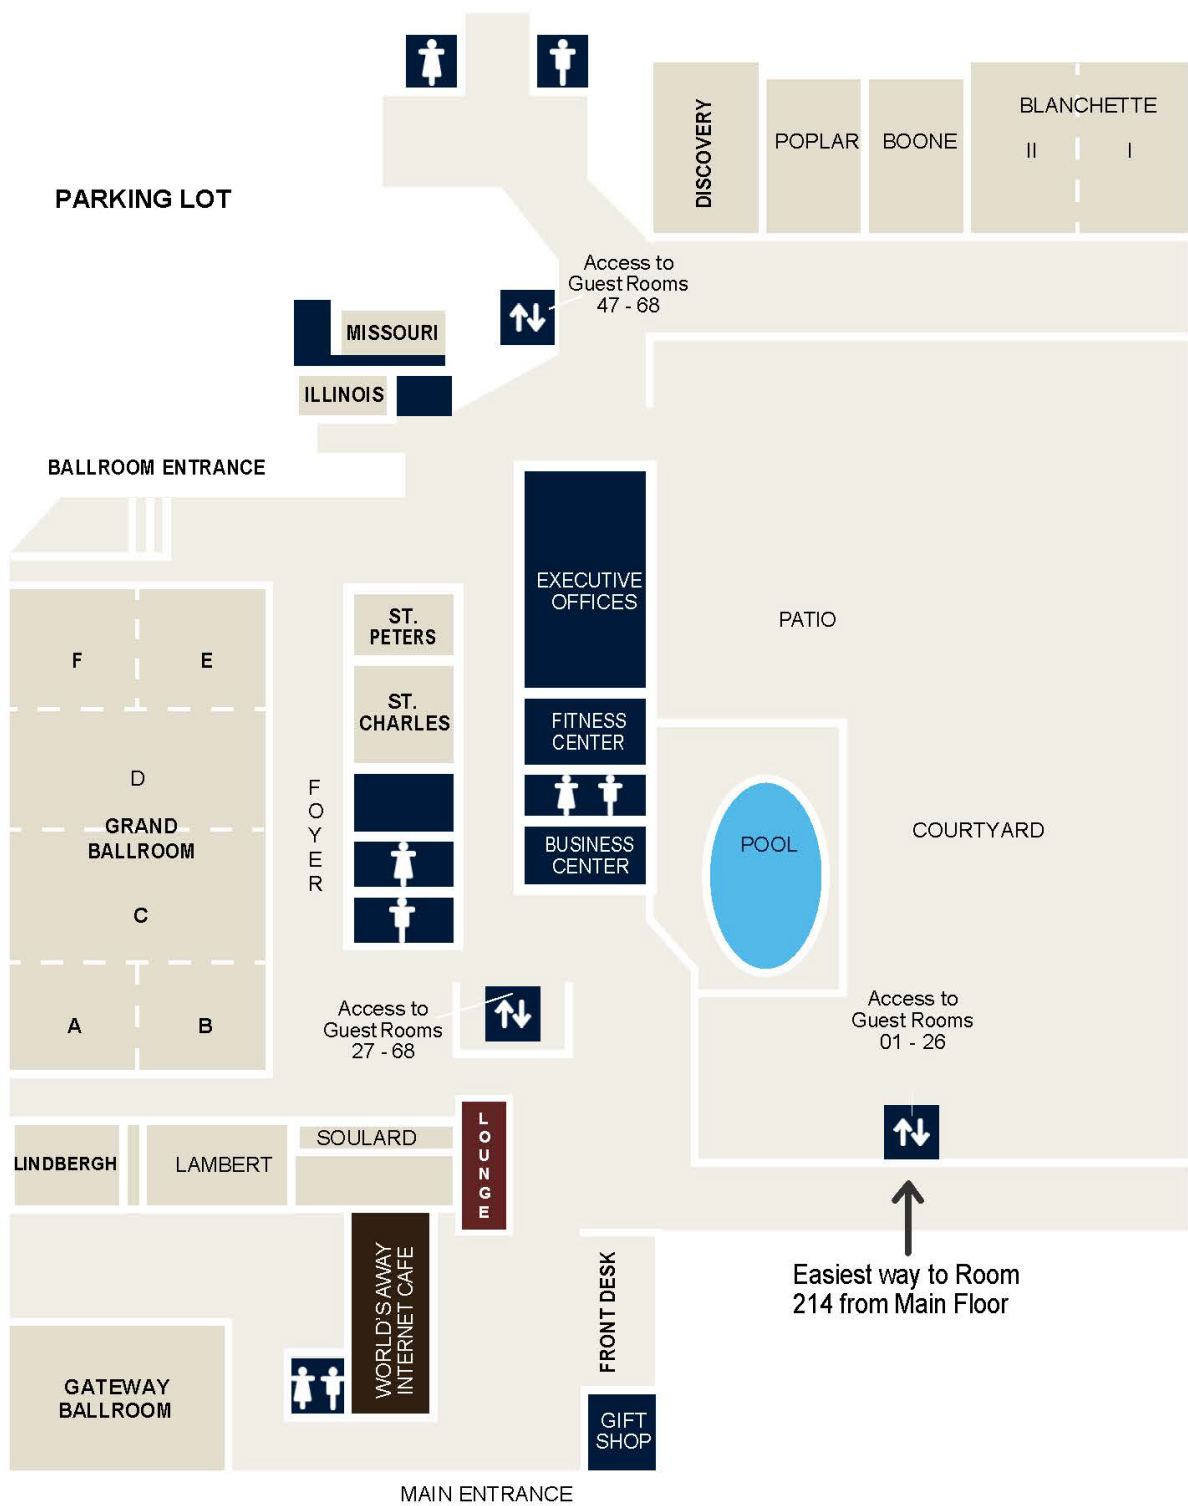 DISCOVERY
POPLAR
BOONE
BLANCHETTE
II
I
PARKING LOT
Access to
Guest Rooms
47 - 68
MISSOURI
ILLINOIS
BALLROOM ENTRANCE
EXECUTIVE
OFFICES
PATIO
ST.
PETERS
F
E
ST.
CHARLES
FITNESS
CENTER
D
FOYER
GRAND
BALLROOM
BUSINESS
CENTER
POOL
COURTYARD
C
A
B
Access to
Guest Rooms
27 - 68
Access to
Guest Rooms
01 - 26
LOUNGE
SOULARD
LINDBERGH
LAMBERT
WORLD'S AWAY
INTERNET CAFE
FRONT DESK
Easiest way to Room
214 from Main Floor
GATEWAY
BALLROOM
GIFT
SHOP
MAIN ENTRANCE